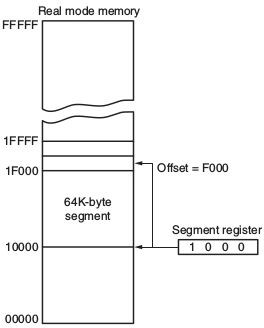 Real mode memory
FFFFF
1FFFF
1F000
Offset = F000
64K-byte
segment
Segment register
10000
1 0 0 0
00000